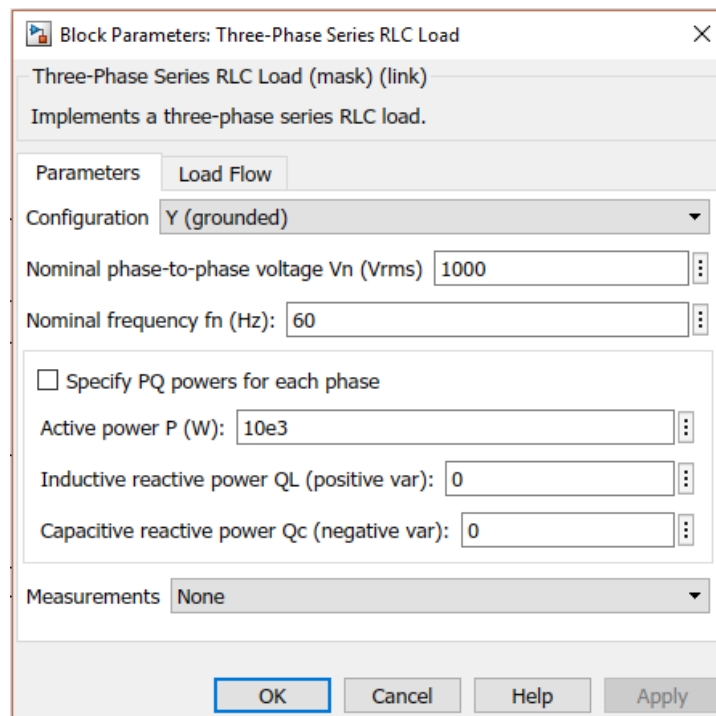 Block Parameters: Three-Phase Series RLC Load
Three-Phase Series RLC Load (mask) (link)
Implements a three-phase series RLC load.
Parameters Load Flow
Configuration Y (grounded)
Nominal phase-to-phase voltage Vn (Vrms) 1000
Nominal frequency fn (Hz): 60
Specify PQ powers for each phase
Active power P (W): 10e3
Inductive reactive power QL (positive var): 0
Capacitive reactive power Qc (negative var): 0
Measurements None
OK Cancel Help Apply